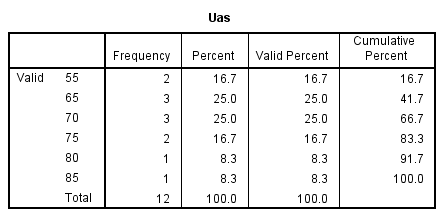 Uas
Frequency Percent Valid Percent Cumulative Percent
Valid 55 2 16.7 16.7 16.7
65 3 25.0 25.0 41.7
70 3 25.0 25.0 66.7
75 2 16.7 16.7 83.3
80 1 8.3 8.3 91.7
85 1 8.3 8.3 100.0
Total 12 100.0 100.0